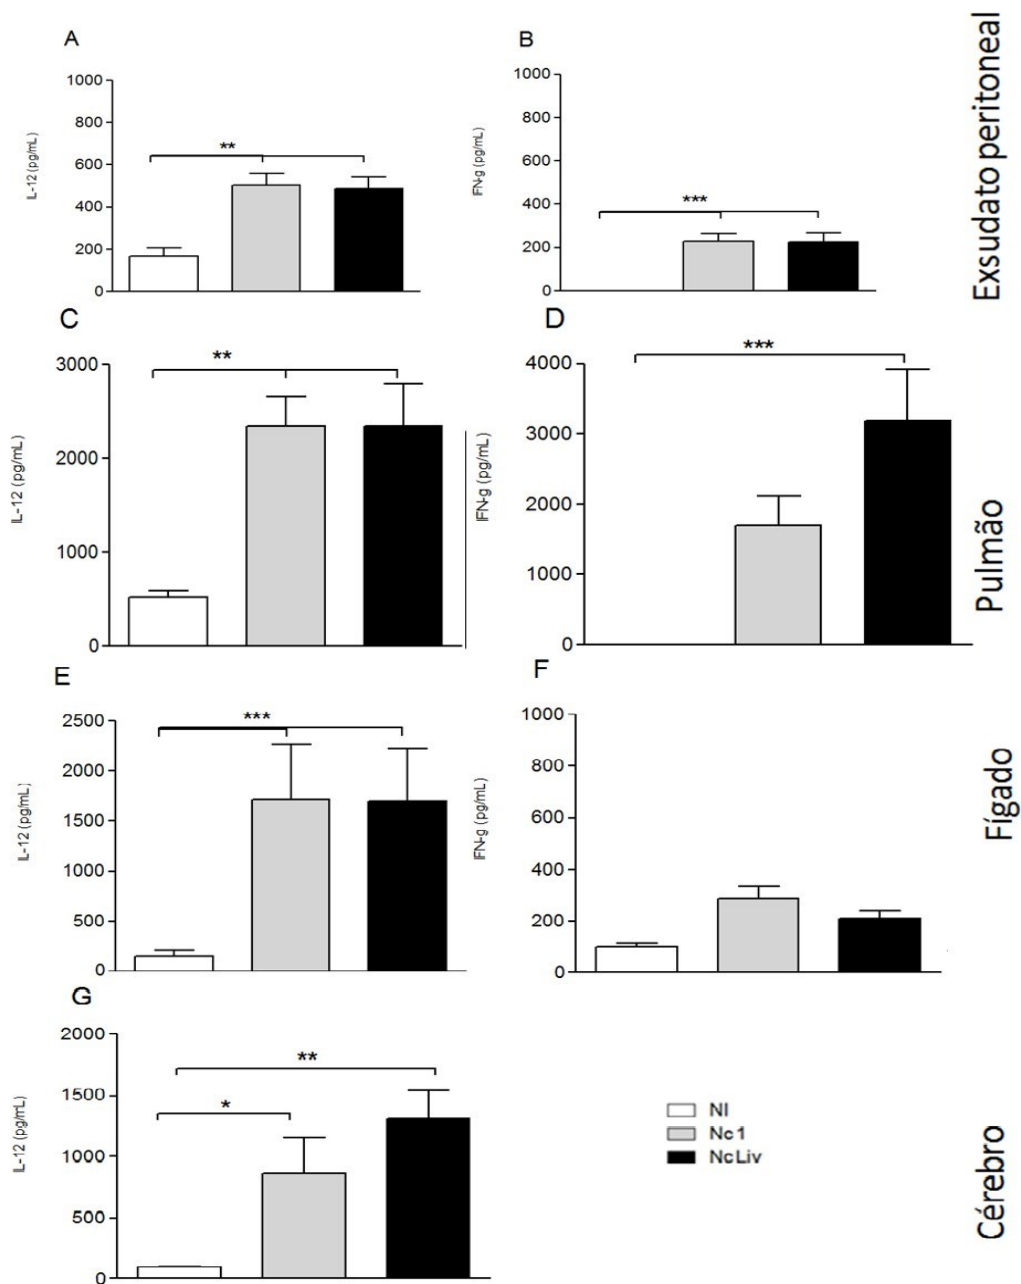 A
IL-12 (pg/mL)
1000
800
600
400
200
0
**
B
IFN-g (pg/mL)
1000
800
600
400
200
0
***
Exsudato peritoneal
C
IL-12 (pg/mL)
3000
2000
1000
0
**
D
IFN-g (pg/mL)
4000
3000
2000
1000
0
***
Pulmão
E
IL-12 (pg/mL)
2500
2000
1500
1000
500
0
***
F
IFN-g (pg/mL)
1000
800
600
400
200
0
Fígado
G
IL-12 (pg/mL)
2000
1500
1000
500
0
**
*
NI
Nc1
NcLiv
Cérebro